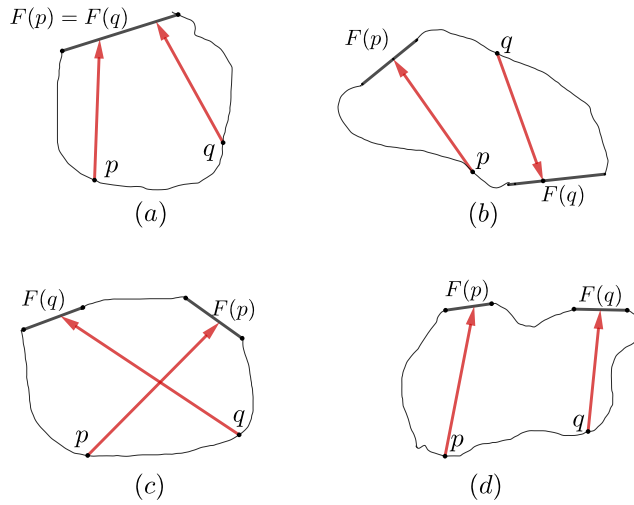 F(p) = F(q)
p
q
(a)
F(p)
q
p
F(q)
(b)
F(q)
F(p)
p
q
(c)
F(p)
F(q)
p
q
(d)